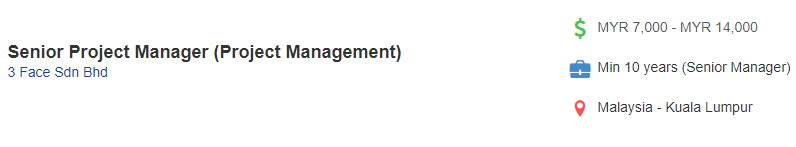 Senior Project Manager (Project Management)
3 Face Sdn Bhd
MYR 7,000 - MYR 14,000
Min 10 years (Senior Manager)
Malaysia - Kuala Lumpur